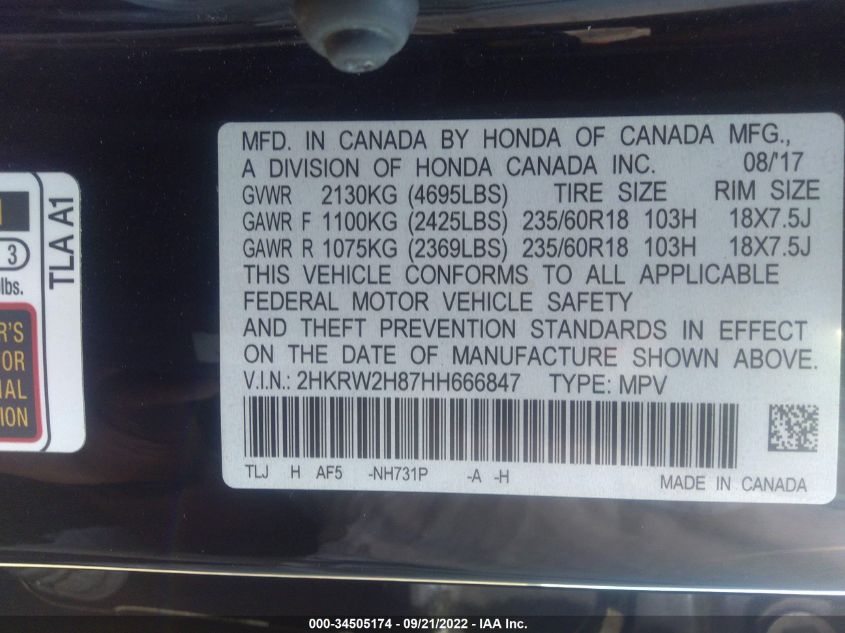 MFD. IN CANADA BY HONDA OF CANADA MFG.,
A DIVISION OF HONDA CANADA INC. 08/'17
GVWR 2130KG (4695LBS) TIRE SIZE RIM SIZE
GAWR F 1100KG (2425LBS) 235/60R18 103H 18X7.5J
GAWR R 1075KG (2369LBS) 235/60R18 103H 18X7.5J
THIS VEHICLE CONFORMS TO ALL APPLICABLE
FEDERAL MOTOR VEHICLE SAFETY
AND THEFT PREVENTION STANDARDS IN EFFECT
ON THE DATE OF MANUFACTURE SHOWN ABOVE.
V.I.N.: 2HKRW2H87HH666847 TYPE: MPV
TLJ H AF5 -NH731P -A -H
MADE IN CANADA
TLA A1
3
lbs.
R'S
OR
IAL
ION
000-34505174 - 09/21/2022 - IAA Inc.